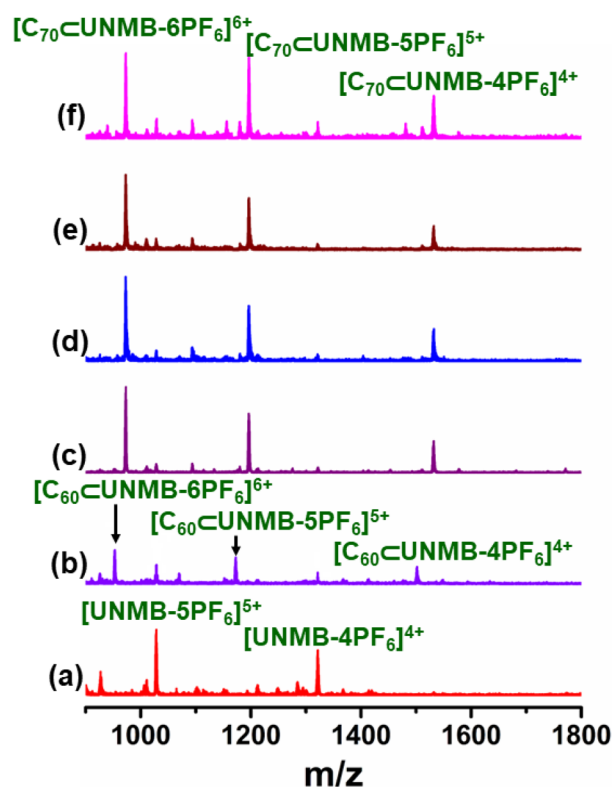 [C₇₀⊂UNMB-6PF₆]⁶⁺
[C₇₀⊂UNMB-5PF₆]⁵⁺
[C₇₀⊂UNMB-4PF₆]⁴⁺
(f)
(e)
(d)
(c)
[C₆₀⊂UNMB-6PF₆]⁶⁺
[C₆₀⊂UNMB-5PF₆]⁵⁺
[C₆₀⊂UNMB-4PF₆]⁴⁺
(b)
[UNMB-5PF₆]⁵⁺
[UNMB-4PF₆]⁴⁺
(a)
1000 1200 1400 1600 1800
m/z